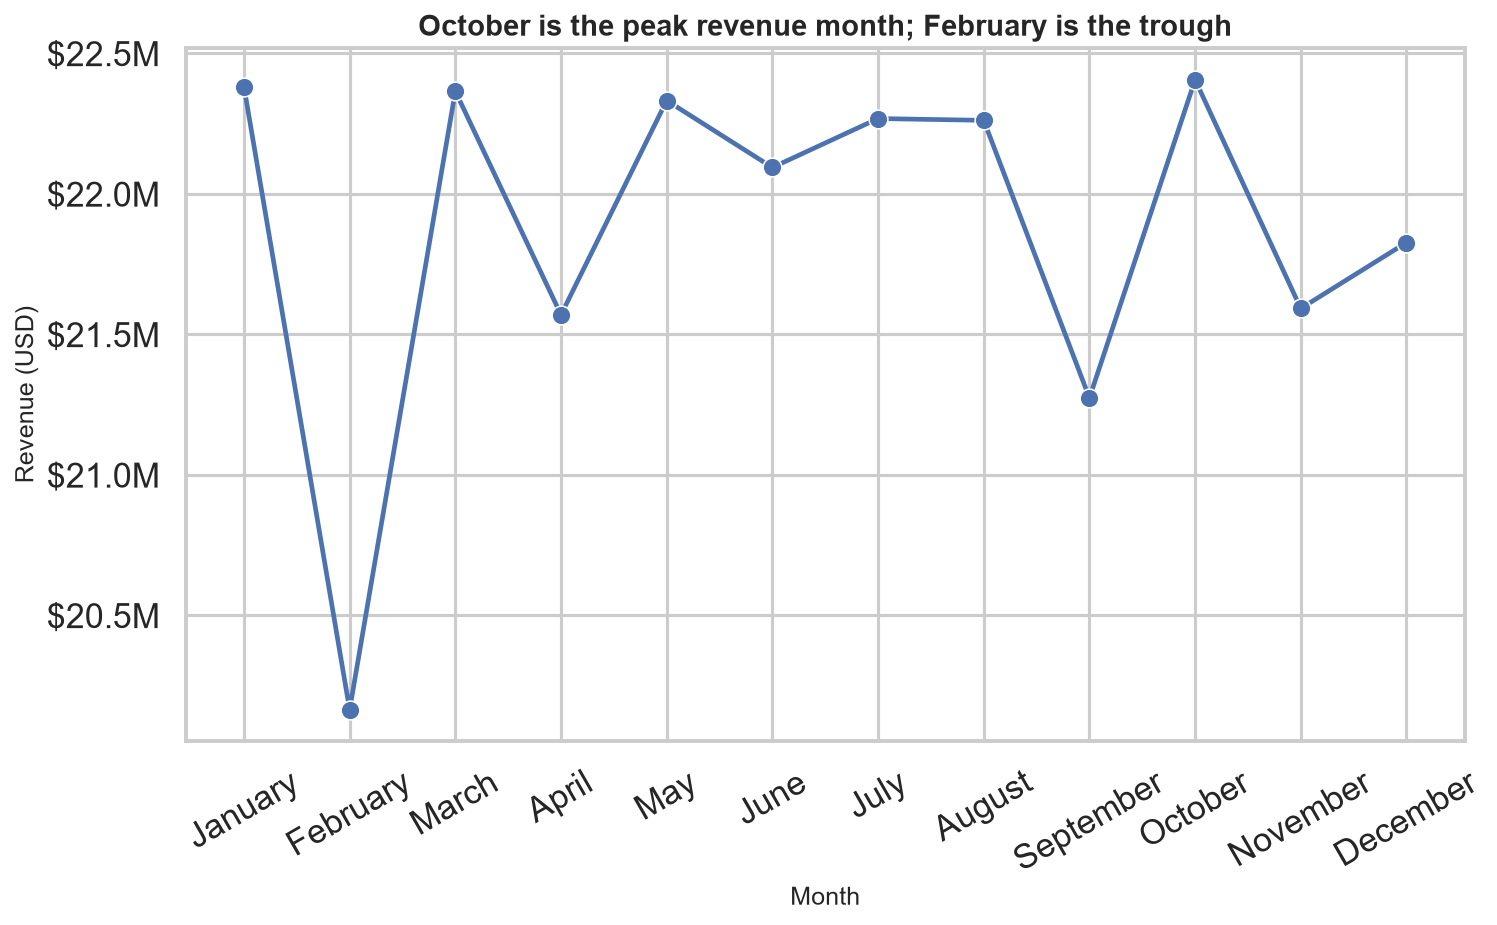 October is the peak revenue month; February is the trough
$22.5M
$22.0M
$21.5M
$21.0M
$20.5M
Revenue (USD)
January
February
March
April
May
June
July
August
September
October
November
December
Month